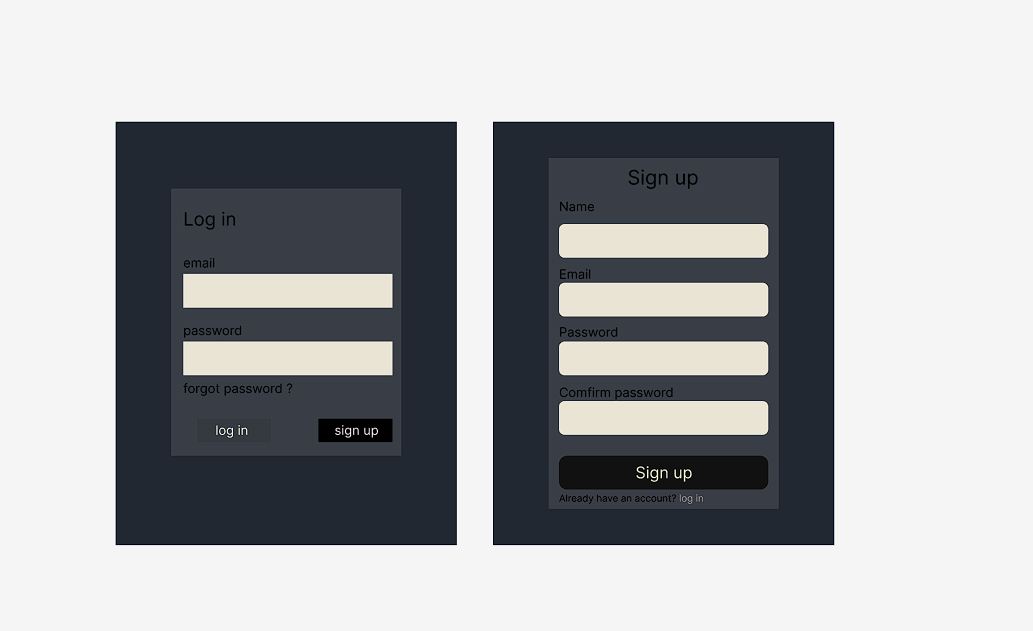 Log in
email
password
forgot password ?
log in
sign up
Sign up
Name
Email
Password
Comfirm password
Sign up
Already have an account? log in